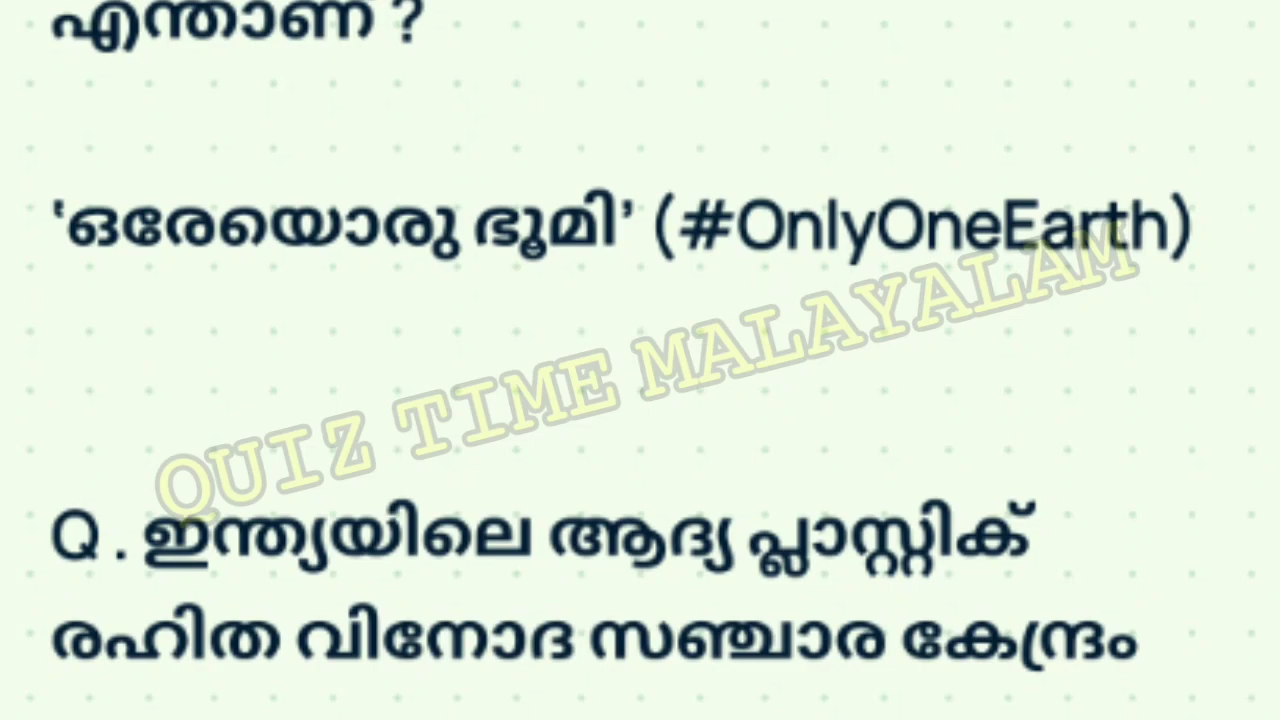 എന്താണ് ?
‘ഒരേയൊരു ഭൂമി’ (#OnlyOneEarth)
QUIZ TIME MALAYALAM
Q . ഇന്ത്യയിലെ ആദ്യ പ്ലാസ്റ്റിക്
രഹിത വിനോദ സഞ്ചാര കേന്ദ്രം